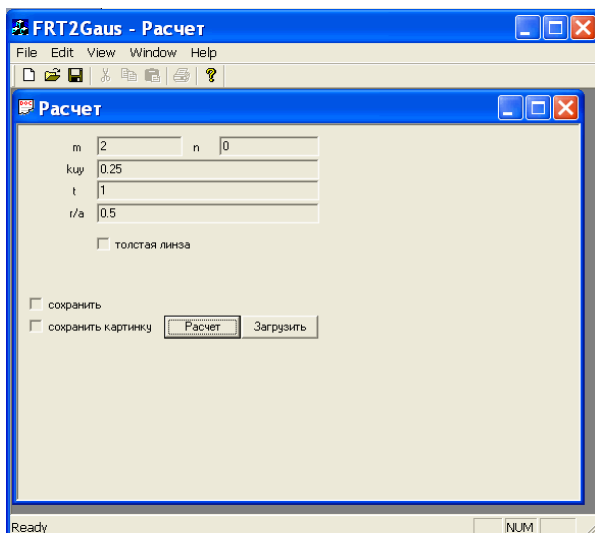 FRT2Gaus - Расчет
File Edit View Window Help
Расчет
m 2 n 0
kuy 0.25
t 1
r/a 0.5
толстая линза
сохранить
сохранить картинку Расчет Загрузить
Ready NUM